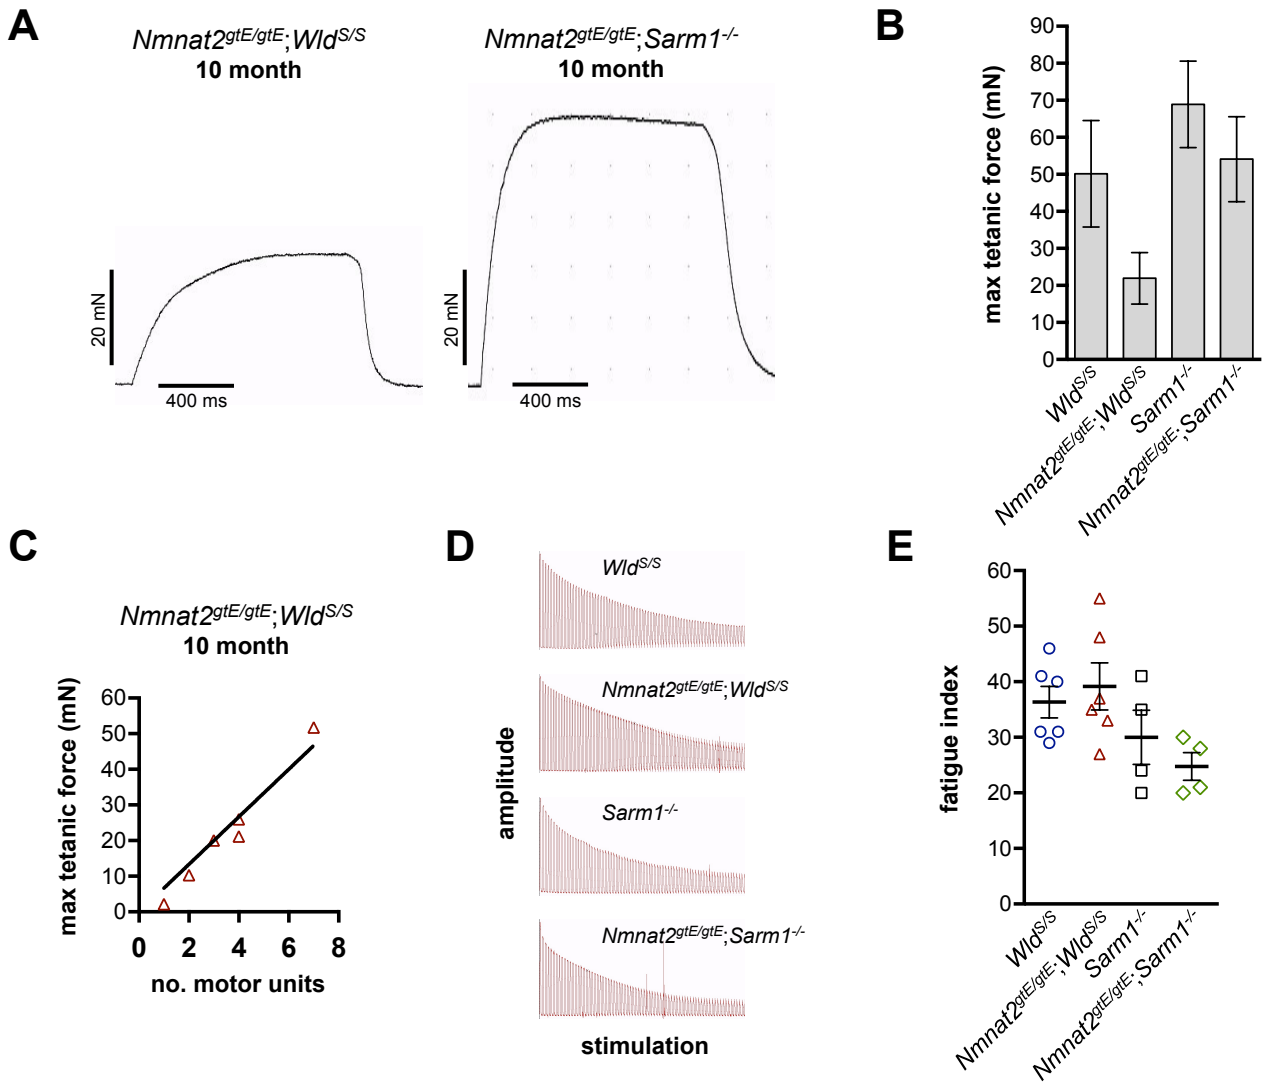 A
Nmnat2gtE/gtE;WldS/S
10 month
20 mN
400 ms
Nmnat2gtE/gtE;Sarm1-/-
10 month
20 mN
400 ms
B
max tetanic force (mN)
90
80
70
60
50
40
30
20
10
0
WldS/S
Nmnat2gtE/gtE;WldS/S
Sarm1-/-
Nmnat2gtE/gtE;Sarm1-/-
C
Nmnat2gtE/gtE;WldS/S
10 month
max tetanic force (mN)
60
50
40
30
20
10
0
0 2 4 6 8
no. motor units
D
amplitude
WldS/S
Nmnat2gtE/gtE;WldS/S
Sarm1-/-
Nmnat2gtE/gtE;Sarm1-/-
stimulation
E
fatigue index
60
50
40
30
20
10
0
WldS/S
Nmnat2gtE/gtE;WldS/S
Sarm1-/-
Nmnat2gtE/gtE;Sarm1-/-